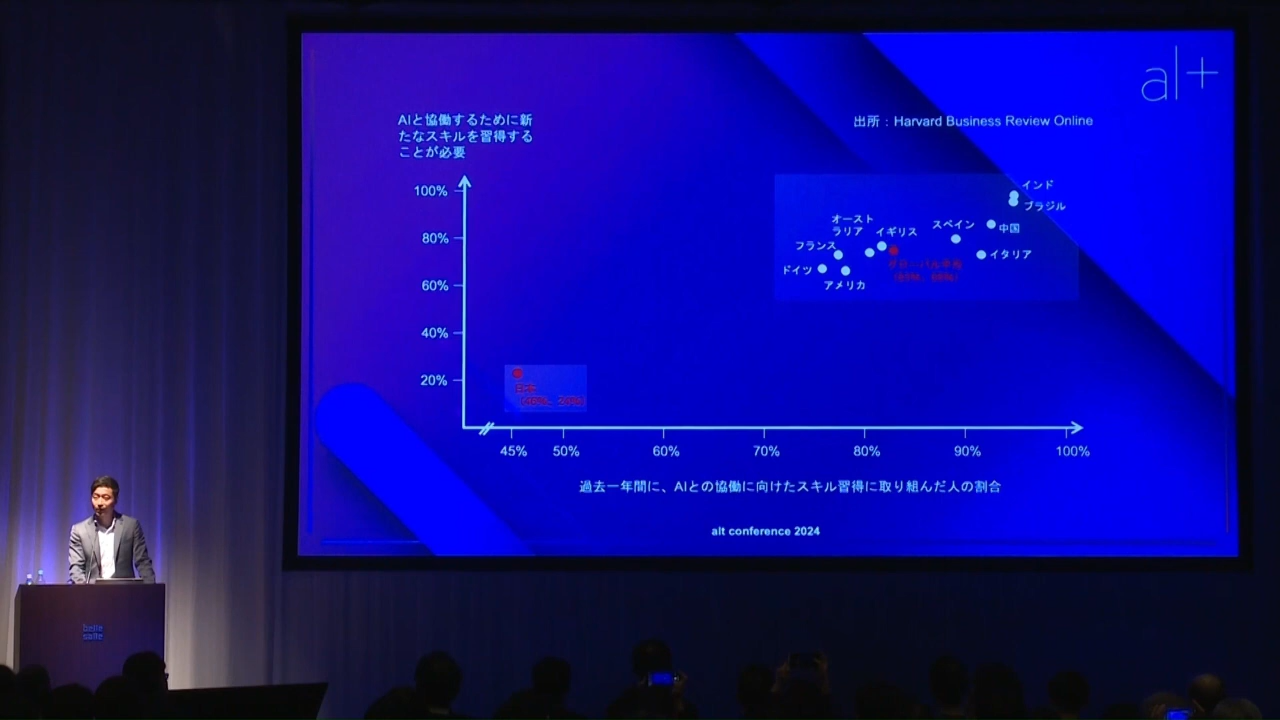 al+
AIと協働するために新
たなスキルを習得する
ことが必要
出所：Harvard Business Review Online
100%
80%
60%
40%
20%
インド
ブラジル
オースト
ラリア
イギリス
スペイン
中国
フランス
イタリア
ドイツ
アメリカ
日本
45%
50%
60%
70%
80%
90%
100%
過去一年間に、AIとの協働に向けたスキル習得に取り組んだ人の割合
alt conference 2024
belle
salle